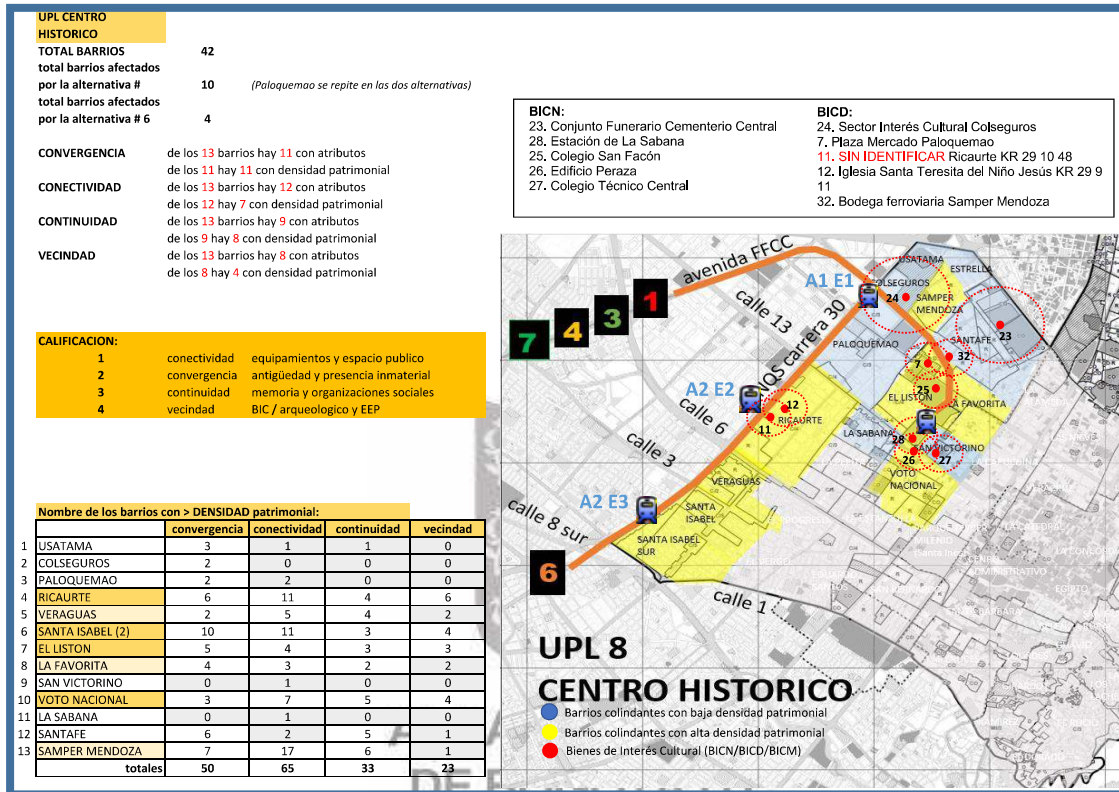 UPL CENTRO
HISTORICO
TOTAL BARRIOS 42
total barrios afectados
por la alternativa # 10 (Paloquemao se repite en las dos alternativas)
total barrios afectados
por la alternativa # 6 4
CONVERGENCIA de los 13 barrios hay 11 con atributos
de los 11 hay 11 con densidad patrimonial
CONECTIVIDAD de los 13 barrios hay 12 con atributos
de los 12 hay 7 con densidad patrimonial
CONTINUIDAD de los 13 barrios hay 9 con atributos
de los 9 hay 8 con densidad patrimonial
VECINDAD de los 13 barrios hay 8 con atributos
de los 8 hay 4 con densidad patrimonial
CALIFICACION:
1 conectividad equipamientos y espacio publico
2 convergencia antigüedad y presencia inmaterial
3 continuidad memoria y organizaciones sociales
4 vecindad BIC / arqueologico y EEP
Nombre de los barrios con > DENSIDAD patrimonial:
convergencia conectividad continuidad vecindad
1 USATAMA 3 1 1 0
2 COLSEGUROS 2 0 0 0
3 PALOQUEMAO 2 2 0 0
4 RICAURTE 6 11 4 6
5 VERAGUAS 2 5 4 2
6 SANTA ISABEL (2) 10 11 3 4
7 EL LISTON 5 4 3 3
8 LA FAVORITA 4 3 2 2
9 SAN VICTORINO 0 1 0 0
10 VOTO NACIONAL 3 7 5 4
11 LA SABANA 0 1 0 0
12 SANTAFE 6 2 5 1
13 SAMPER MENDOZA 7 17 6 1
totales 50 65 33 23
BICN:
23. Conjunto Funerario Cementerio Central
28. Estación de La Sabana
25. Colegio San Facón
26. Edificio Peraza
27. Colegio Técnico Central
BICD:
24. Sector Interés Cultural Colseguros
7. Plaza Mercado Paloquemao
11. SIN IDENTIFICAR Ricaurte KR 29 10 48
12. Iglesia Santa Teresita del Niño Jesús KR 29 9
11
32. Bodega ferroviaria Samper Mendoza
avenida FFCC
A1 E1
USATAMA
ESTRELLA
COLSEGUROS
24
SAMPER
MENDOZA
23
1
3
4
7
calle 13
NQS carrera 30
PALOQUEMAO
SANTAFE
32
7
25
A2 E2
calle 6
12
11
RICAURTE
EL LISTON
LA FAVORITA
LA SABANA
28
SAN VICTORINO
26
27
VOTO
NACIONAL
calle 3
VERAGUAS
A2 E3
SANTA
ISABEL
SANTA ISABEL
SUR
calle 8 sur
6
calle 1
MILENIO
(Santa Ines)
ADMINISTRATIVO
EGIPTO
UPL 8
CENTRO HISTORICO
Barrios colindantes con baja densidad patrimonial
Barrios colindantes con alta densidad patrimonial
Bienes de Interés Cultural (BICN/BICD/BICM)